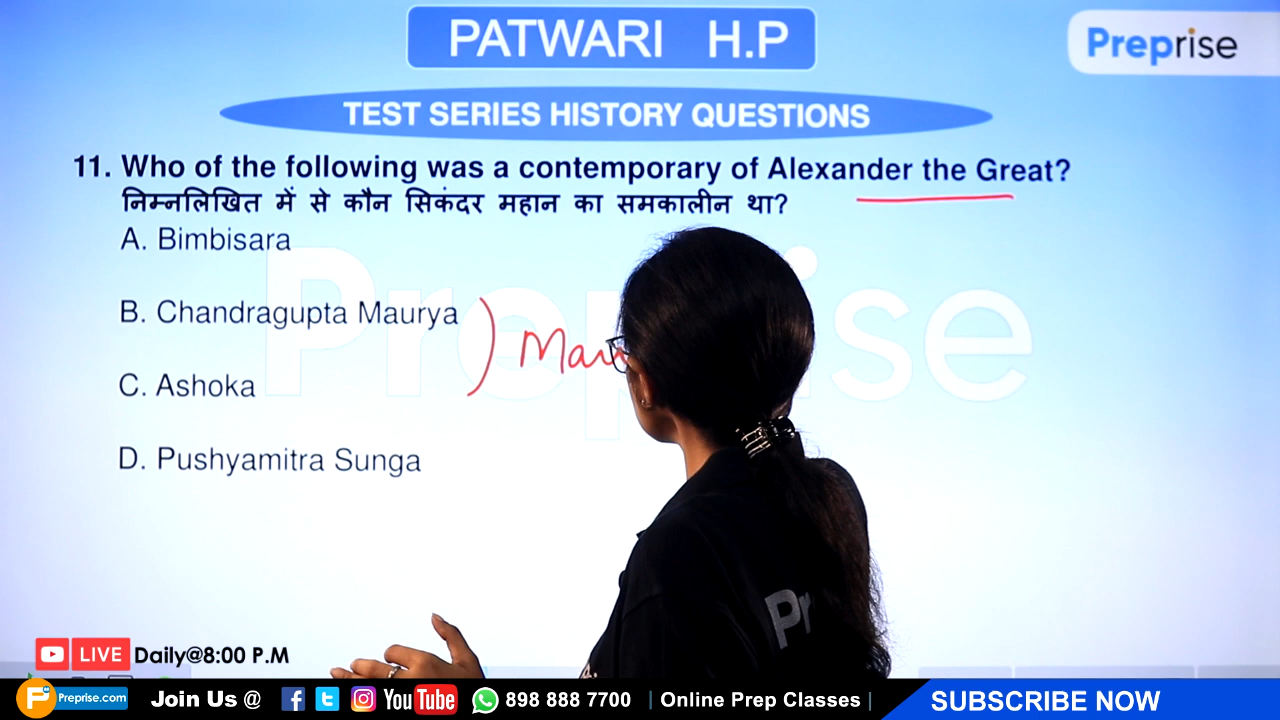 PATWARI H.P
Preprise
TEST SERIES HISTORY QUESTIONS
11. Who of the following was a contemporary of Alexander the Great?
निम्नलिखित में से कौन सिकंदर महान का समकालीन था?
A. Bimbisara
B. Chandragupta Maurya
C. Ashoka
D. Pushyamitra Sunga
Preprise
LIVE Daily@8:00 P.M
Preprise.com Join Us @ YouTube 898 888 7700 | Online Prep Classes | SUBSCRIBE NOW